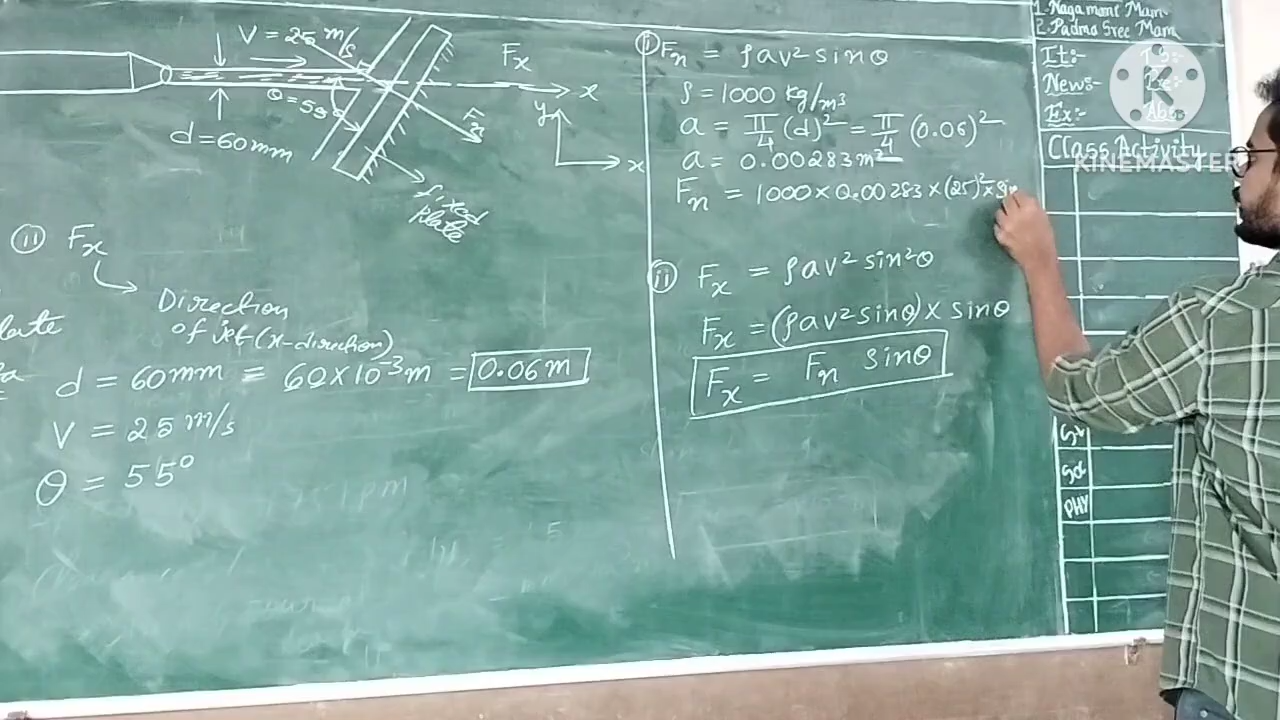 V = 25 m/s
θ = 55°
d = 60mm
Fx
x
y
x
fixed
plate
ii Fx
Direction
of jet (x-direction)
d = 60mm = 60×10⁻³m = 0.06m
V = 25 m/s
θ = 55°
i Fn = ρav² sinθ
ρ = 1000 kg/m³
a = π/4 (d)² = π/4 (0.06)²
a = 0.00283m²
Fn = 1000 × 0.00283 × (25)² × sin
ii Fx = ρav² sin²θ
Fx = (ρav² sinθ) × sinθ
Fx = Fn sinθ
1. Nagamani Mam
2. Padma Sree Mam
It:-
News:-
Ex:-
Abs:-
Class Activity
PHY
K
KINEMASTER